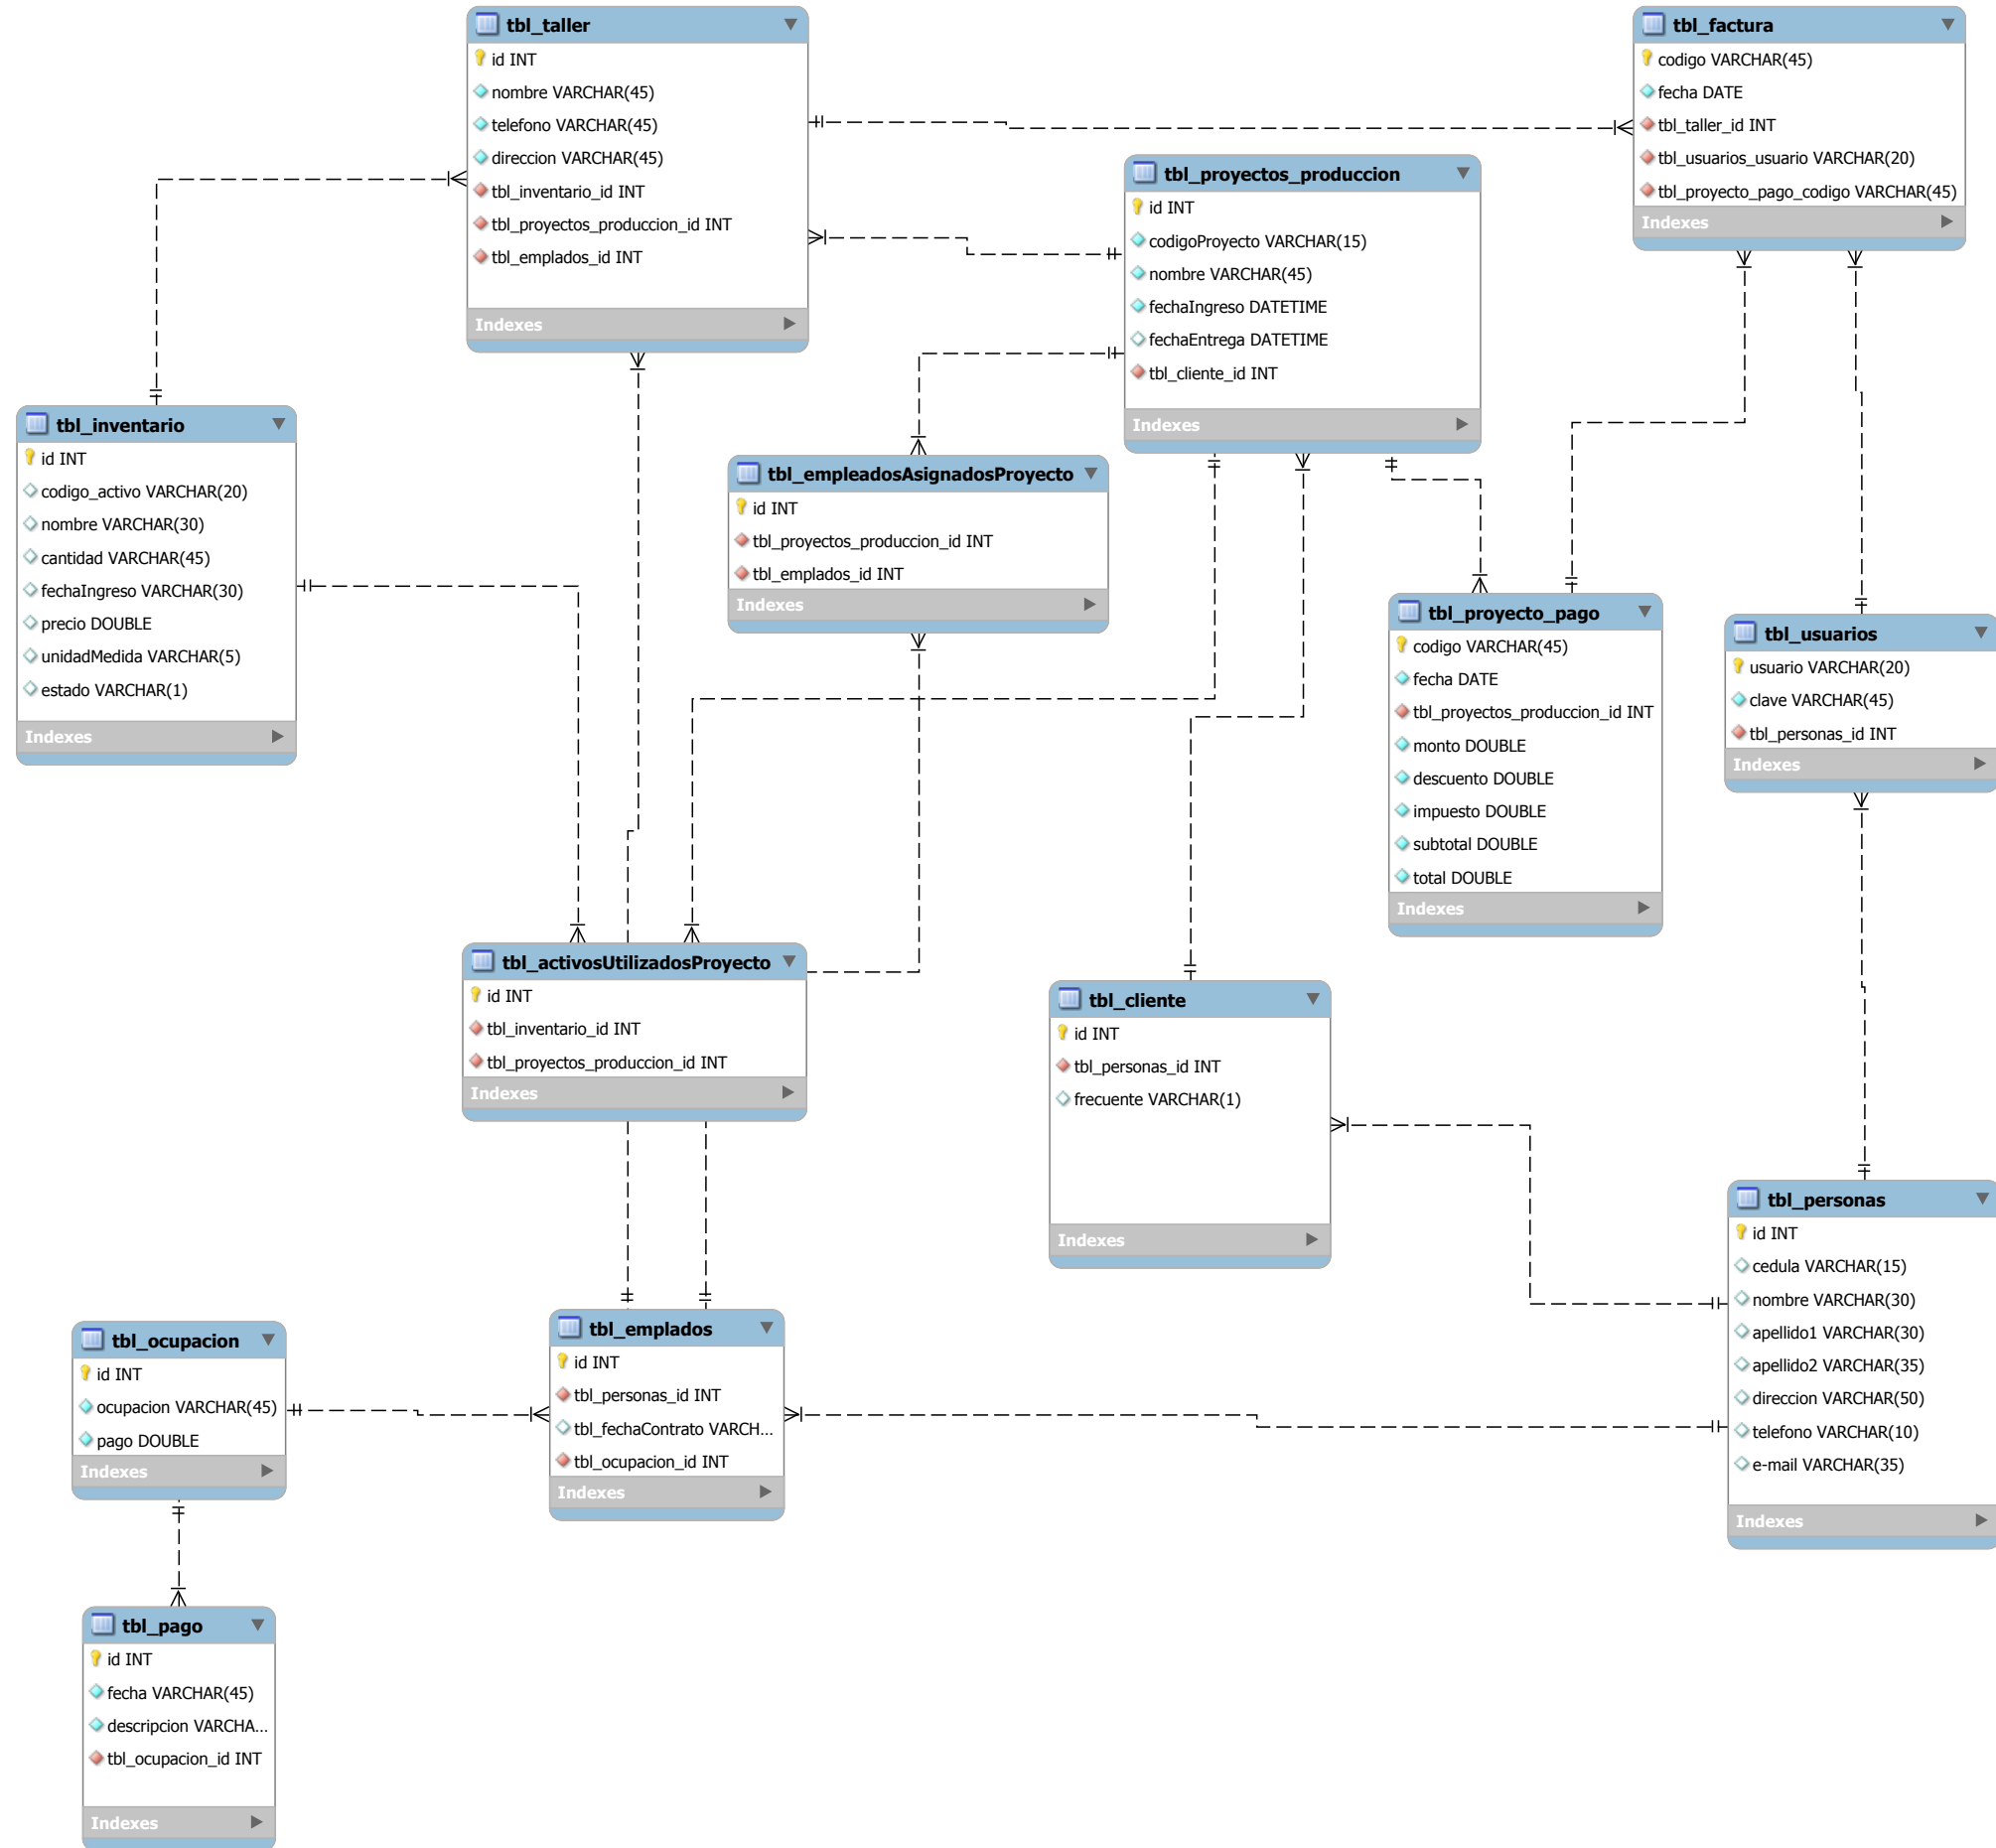 tbl_taller
id INT
nombre VARCHAR(45)
telefono VARCHAR(45)
direccion VARCHAR(45)
tbl_inventario_id INT
tbl_proyectos_produccion_id INT
tbl_emplados_id INT
Indexes
tbl_factura
codigo VARCHAR(45)
fecha DATE
tbl_taller_id INT
tbl_usuarios_usuario VARCHAR(20)
tbl_proyecto_pago_codigo VARCHAR(45)
Indexes
tbl_proyectos_produccion
id INT
codigoProyecto VARCHAR(15)
nombre VARCHAR(45)
fechaIngreso DATETIME
fechaEntrega DATETIME
tbl_cliente_id INT
Indexes
tbl_inventario
id INT
codigo_activo VARCHAR(20)
nombre VARCHAR(30)
cantidad VARCHAR(45)
fechaIngreso VARCHAR(30)
precio DOUBLE
unidadMedida VARCHAR(5)
estado VARCHAR(1)
Indexes
tbl_empleadosAsignadosProyecto
id INT
tbl_proyectos_produccion_id INT
tbl_emplados_id INT
Indexes
tbl_proyecto_pago
codigo VARCHAR(45)
fecha DATE
tbl_proyectos_produccion_id INT
monto DOUBLE
descuento DOUBLE
impuesto DOUBLE
subtotal DOUBLE
total DOUBLE
Indexes
tbl_usuarios
usuario VARCHAR(20)
clave VARCHAR(45)
tbl_personas_id INT
Indexes
tbl_activosUtilizadosProyecto
id INT
tbl_inventario_id INT
tbl_proyectos_produccion_id INT
Indexes
tbl_cliente
id INT
tbl_personas_id INT
frecuente VARCHAR(1)
Indexes
tbl_personas
id INT
cedula VARCHAR(15)
nombre VARCHAR(30)
apellido1 VARCHAR(30)
apellido2 VARCHAR(35)
direccion VARCHAR(50)
telefono VARCHAR(10)
e-mail VARCHAR(35)
Indexes
tbl_ocupacion
id INT
ocupacion VARCHAR(45)
pago DOUBLE
Indexes
tbl_emplados
id INT
tbl_personas_id INT
tbl_fechaContrato VARCH...
tbl_ocupacion_id INT
Indexes
tbl_pago
id INT
fecha VARCHAR(45)
descripcion VARCHA...
tbl_ocupacion_id INT
Indexes